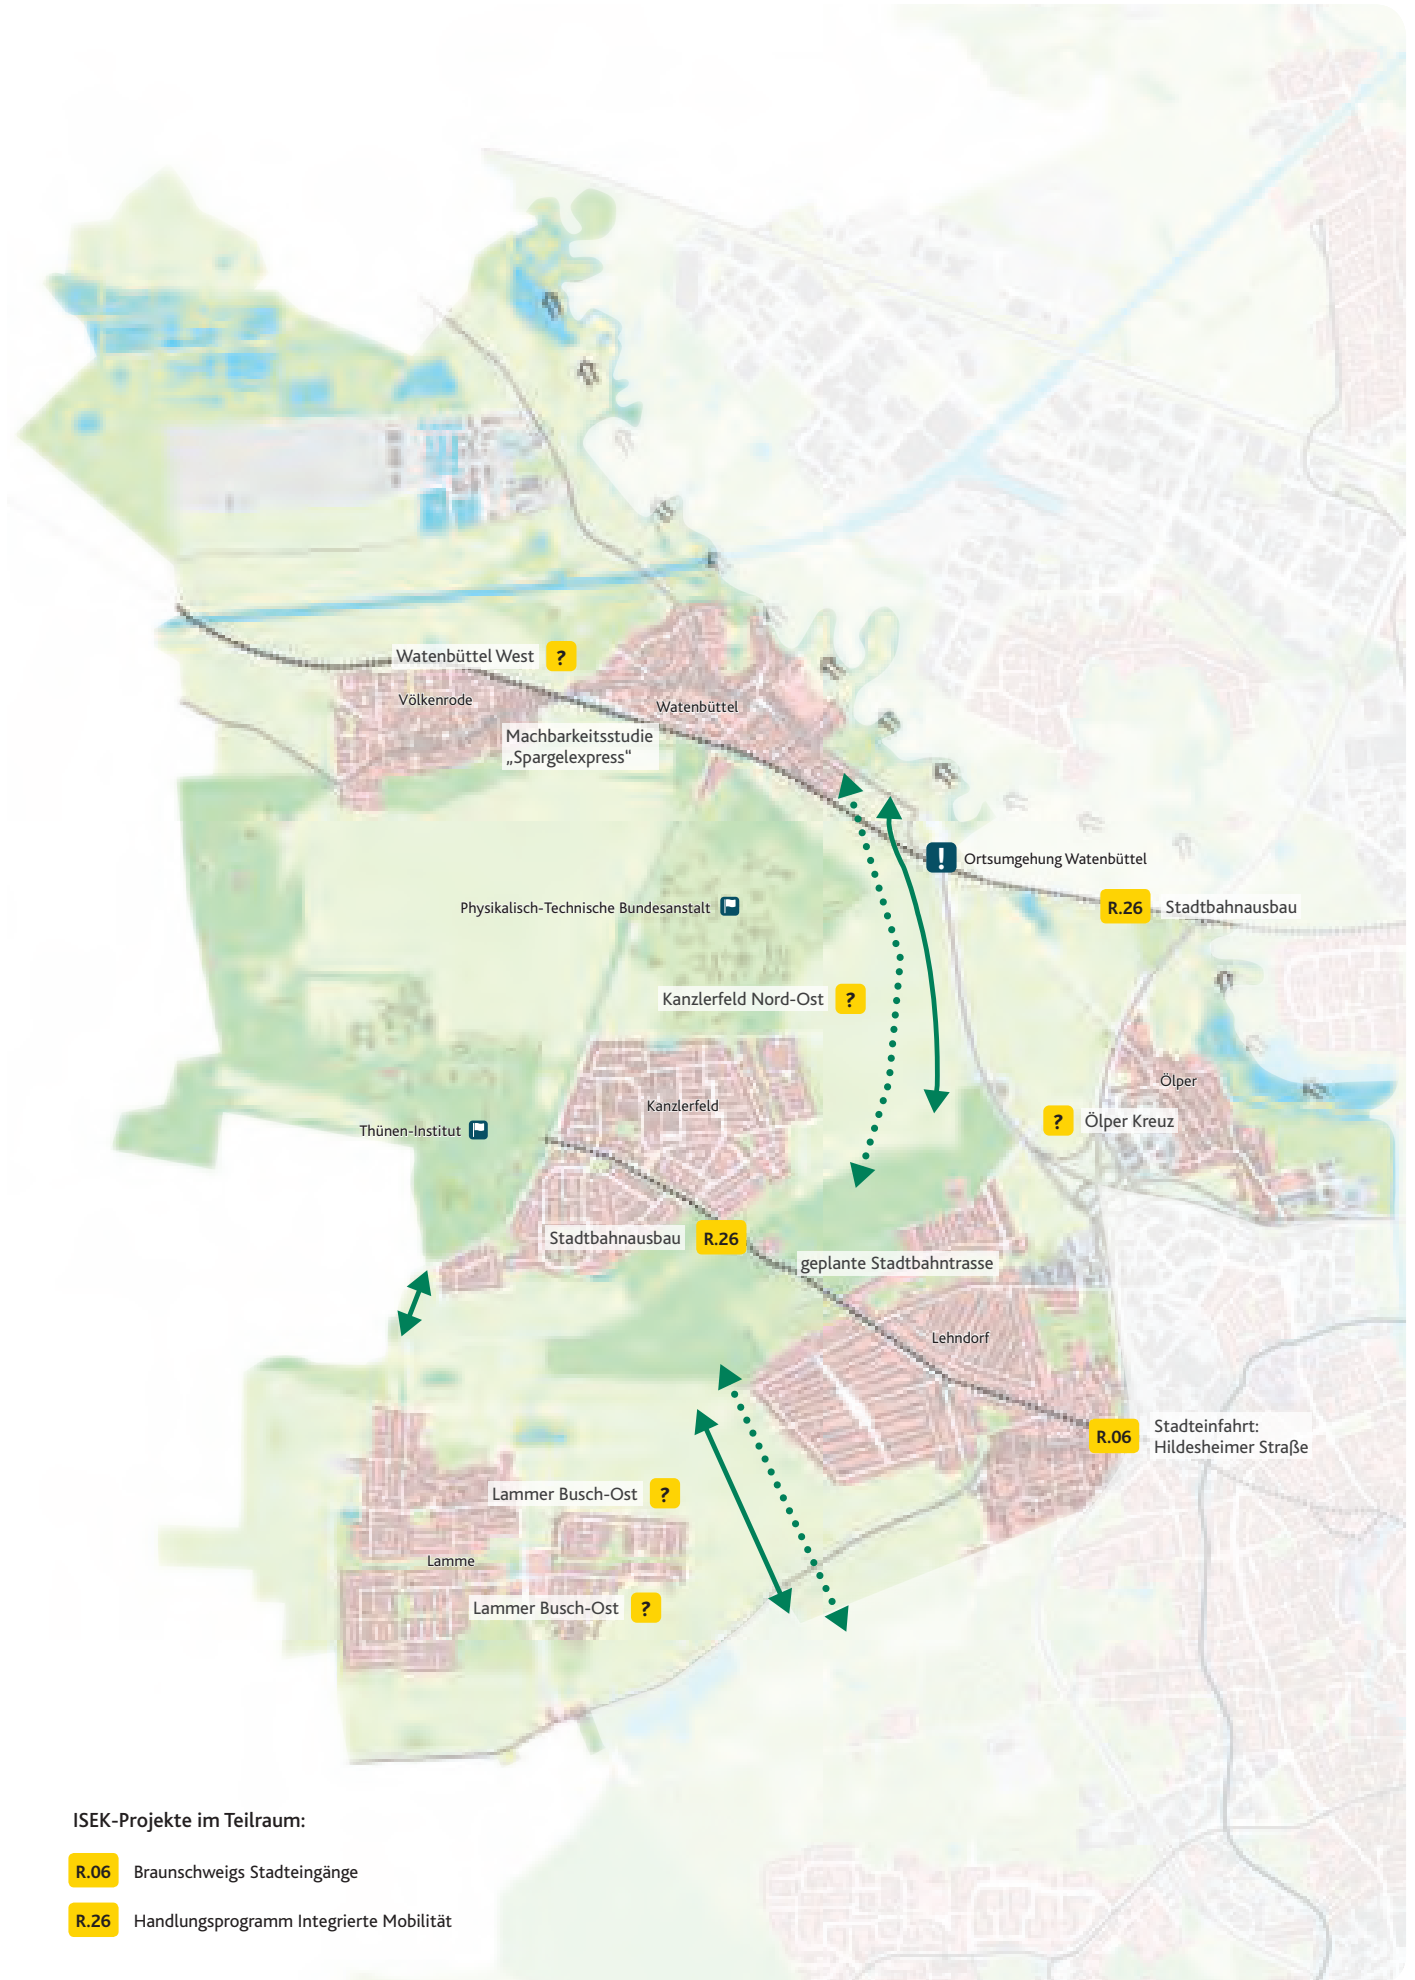 Watenbüttel West ?
Völkenrode
Watenbüttel
Machbarkeitsstudie
„Spargelexpress“
! Ortsumgehung Watenbüttel
Physikalisch-Technische Bundesanstalt
R.26 Stadtbahnausbau
Kanzlerfeld Nord-Ost ?
Ölper
Kanzlerfeld
? Ölper Kreuz
Thünen-Institut
Stadtbahnausbau R.26
geplante Stadtbahntrasse
Lehndorf
R.06 Stadteinfahrt:
Hildesheimer Straße
Lammer Busch-Ost ?
Lamme
Lammer Busch-Ost ?
ISEK-Projekte im Teilraum:
R.06 Braunschweigs Stadteingänge
R.26 Handlungsprogramm Integrierte Mobilität